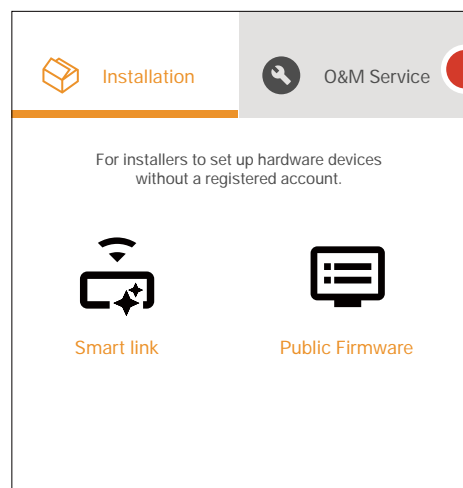 Installation
O&M Service
For installers to set up hardware devices
without a registered account.
Smart link
Public Firmware